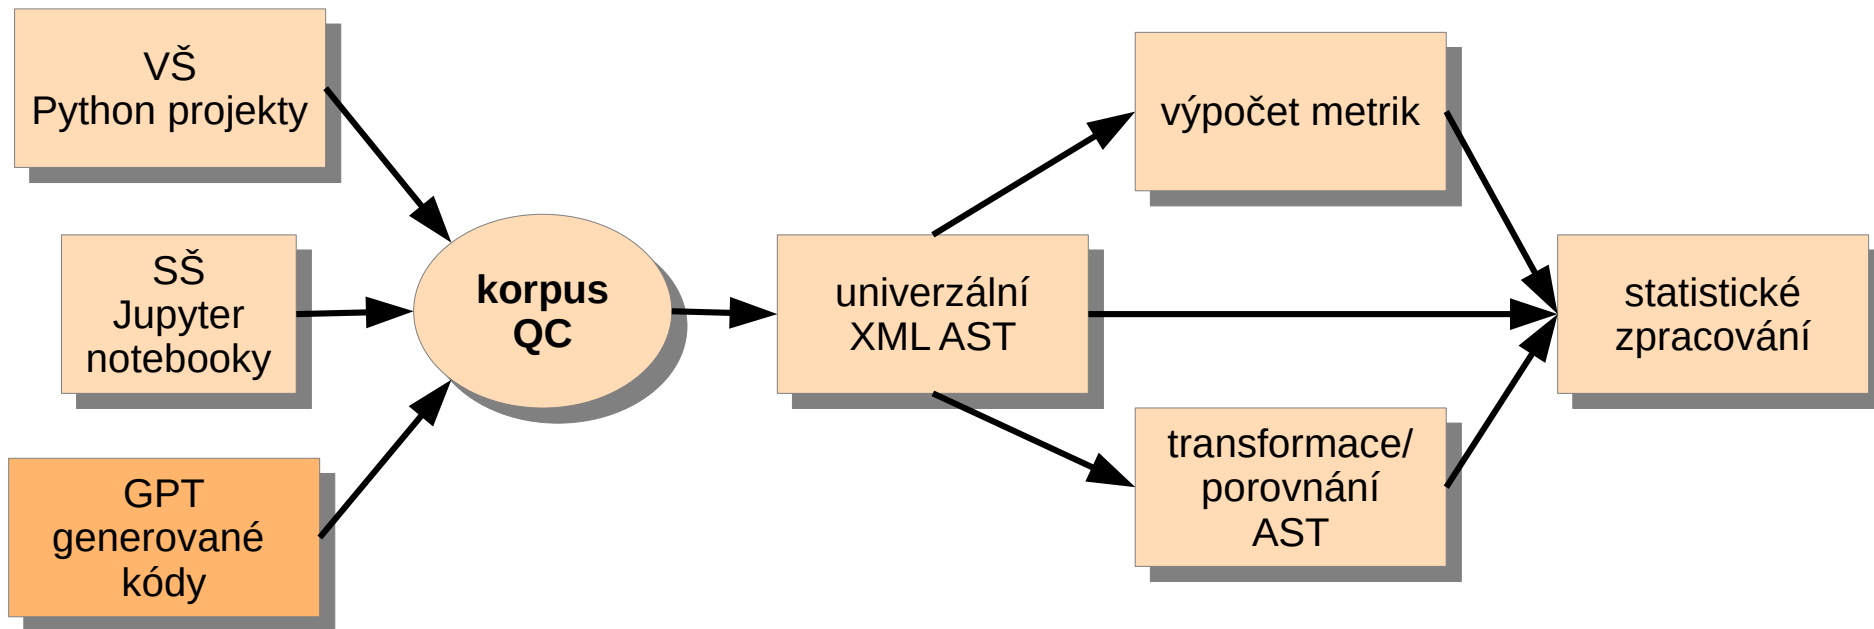 VŠ
Python projekty
SŠ
Jupyter
notebooky
GPT
generované
kódy
korpus
QC
univerzální
XML AST
výpočet metrik
transformace/
porovnání
AST
statistické
zpracování